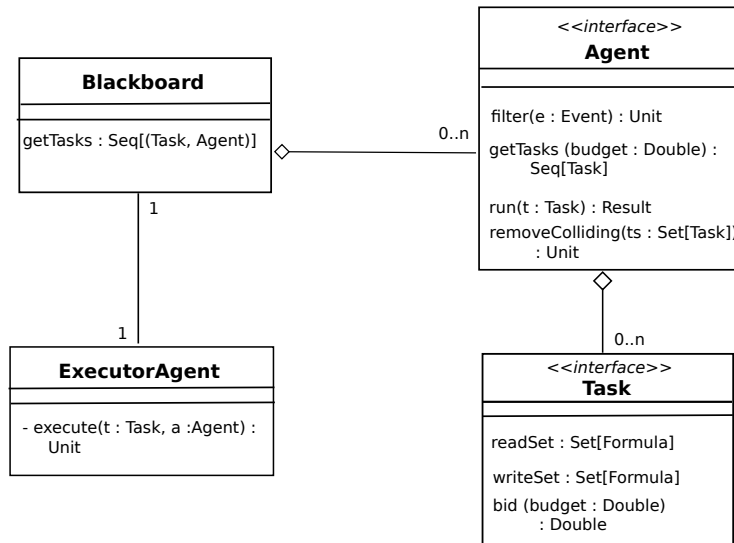 Blackboard
getTasks : Seq[(Task, Agent)]
0..n
<<interface>>
Agent
filter(e : Event) : Unit
getTasks (budget : Double) :
Seq[Task]
run(t : Task) : Result
removeColliding(ts : Set[Task])
: Unit
1
1
ExecutorAgent
- execute(t : Task, a :Agent) :
Unit
0..n
<<interface>>
Task
readSet : Set[Formula]
writeSet : Set[Formula]
bid (budget : Double)
: Double